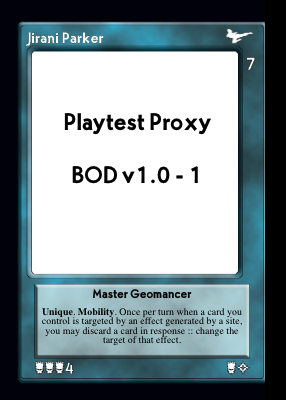 Jirani Parker
7
Playtest Proxy
BOD v1.0 - 1
Master Geomancer
Unique. Mobility. Once per turn when a card you
control is targeted by an effect generated by a site,
you may discard a card in response :: change the
target of that effect.
4